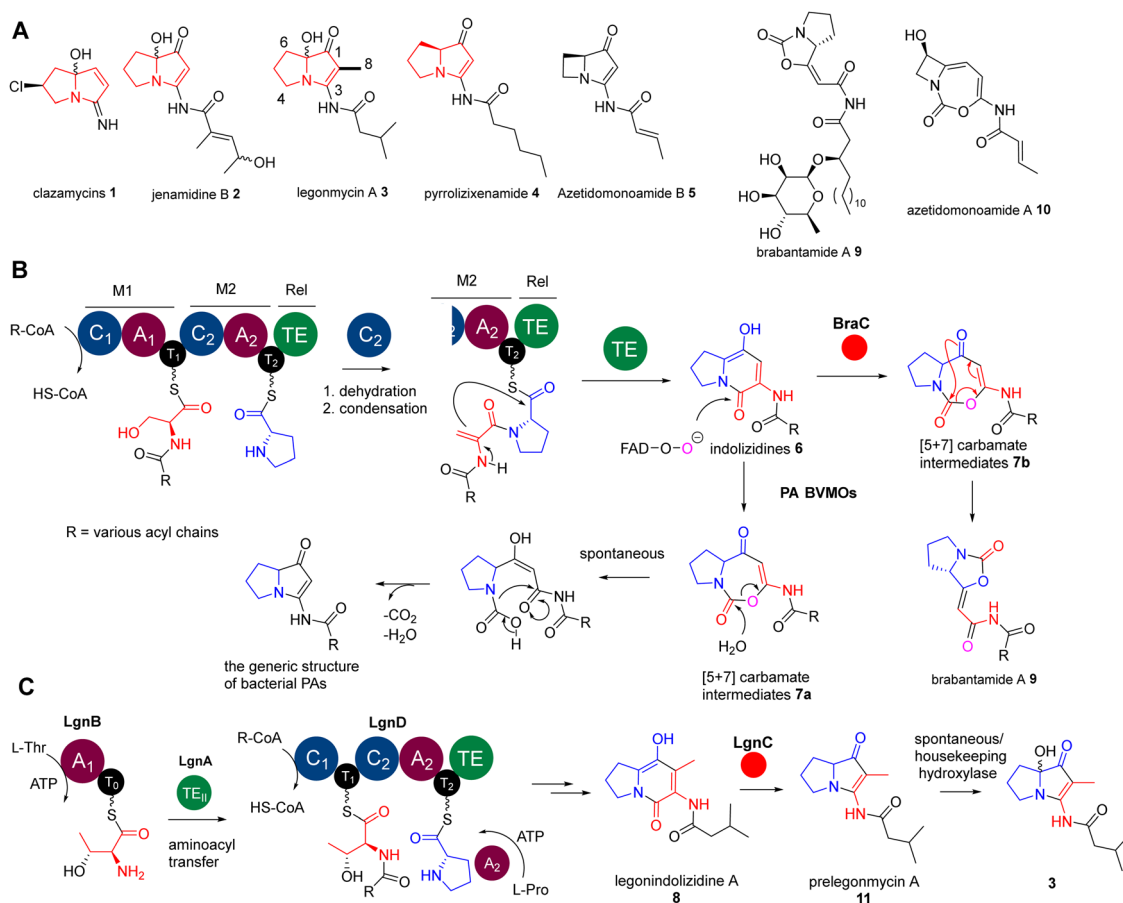 A
OH
Cl
N
NH
clazamycins 1
OH
O
N
HN
O
OH
jenamidine B 2
6
OH
O
1
8
N
3
4
HN
O
legonmycin A 3
O
N
HN
O
pyrrolizixenamide 4
O
N
HN
O
Azetidomonoamide B 5
O
N
O
O
NH
O
OH
O
HO
O
HO
OH
10
brabantamide A 9
HO
N
O
O
NH
O
azetidomonoamide A 10
B
M1
M2
Rel
R-CoA
HS-CoA
C1
A1
T1
C2
A2
T2
TE
S
O
HO
HN
O
R
S
O
HN
R = various acyl chains
C2
1. dehydration
2. condensation
M2
Rel
2
A2
T2
TE
S
O
O
N
N
H
O
R
TE
OH
N
O
NH
O
R
FAD
O
O
indolizidines 6
BraC
O
N
O
O
NH
O
R
[5+7] carbamate
intermediates 7b
PA BVMOs
N
O
O
NH
O
O
R
brabantamide A 9
O
N
O
O
NH
O
R
H2O
[5+7] carbamate
intermediates 7a
spontaneous
OH
N
O
O
H
O
NH
O
R
-CO2
-H2O
O
N
HN
O
R
the generic structure
of bacterial PAs
C
LgnB
L-Thr
ATP
A1
T0
S
O
HO
NH2
LgnA
TEII
aminoacyl
transfer
LgnD
R-CoA
HS-CoA
C1
T1
C2
A2
T2
TE
S
O
HN
OH
O
R
S
O
HN
ATP
A2
L-Pro
OH
N
O
NH
O
legonindolizidine A
8
LgnC
O
N
HN
O
prelegonmycin A
11
spontaneous/
housekeeping
hydroxylase
OH
O
N
HN
O
3